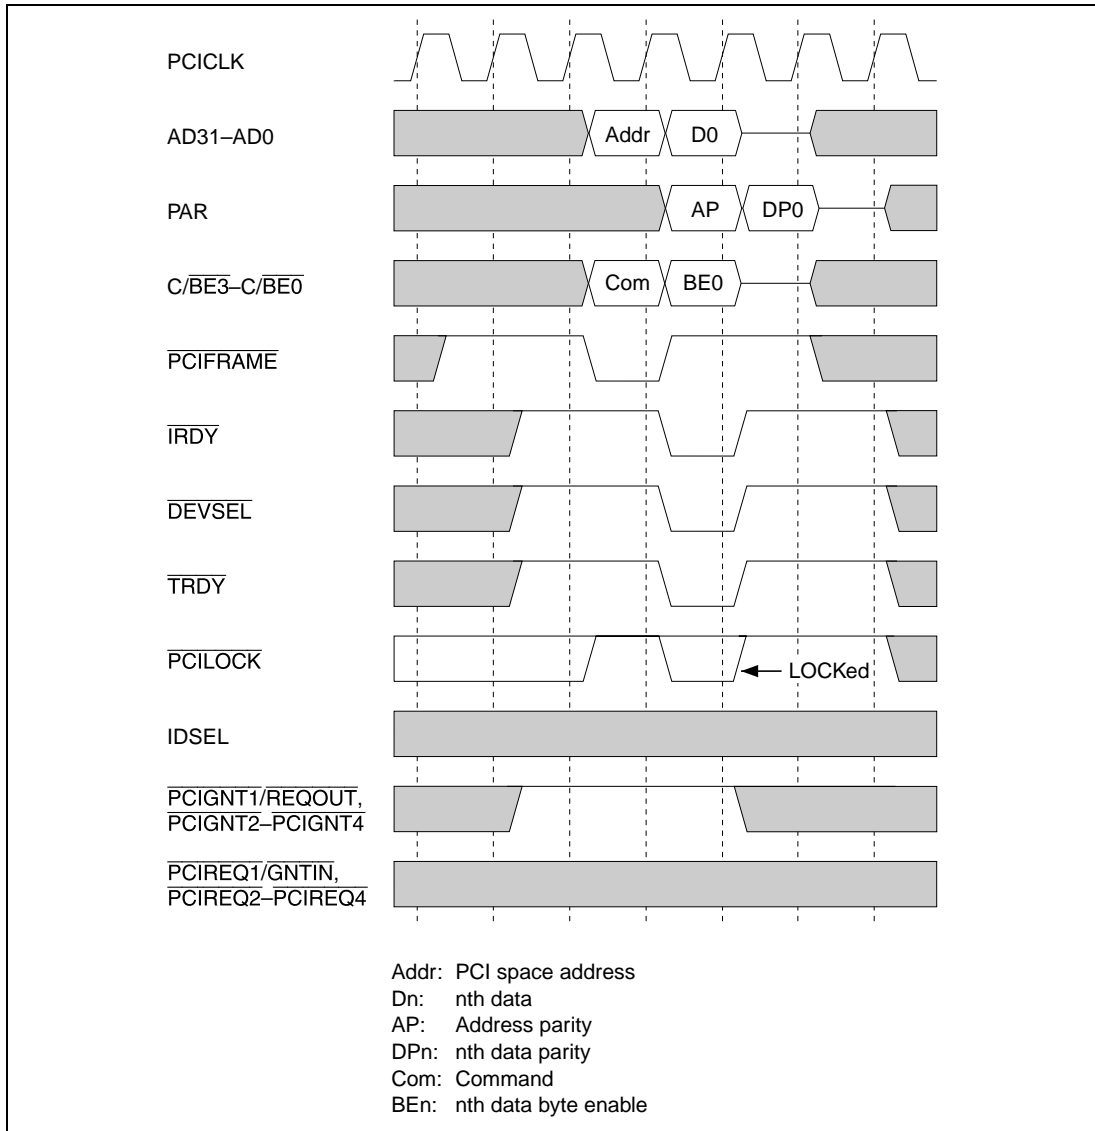 PCICLK
AD31–AD0
Addr
D0
PAR
AP
DP0
C/BE3–C/BE0
Com
BE0
PCIFRAME
IRDY
DEVSEL
TRDY
PCILOCK
LOCKed
IDSEL
PCIGNT1/REQOUT,
PCIGNT2–PCIGNT4
PCIREQ1/GNTIN,
PCIREQ2–PCIREQ4
Addr: PCI space address
Dn: nth data
AP: Address parity
DPn: nth data parity
Com: Command
BEn: nth data byte enable